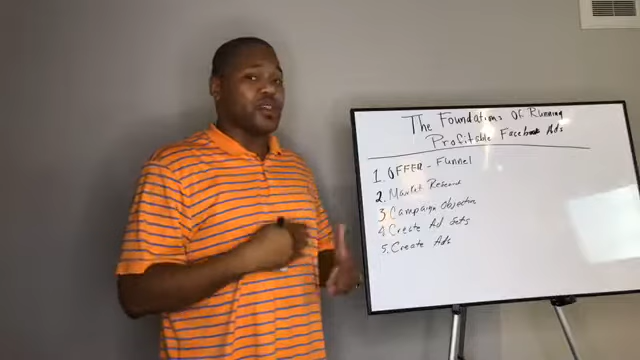 The Foundations Of Running
Profitable Facebook Ads
1. OFFER - Funnel
2. Market Research
3 Campaign Objective
4. Create Ad Sets
5. Create Ads